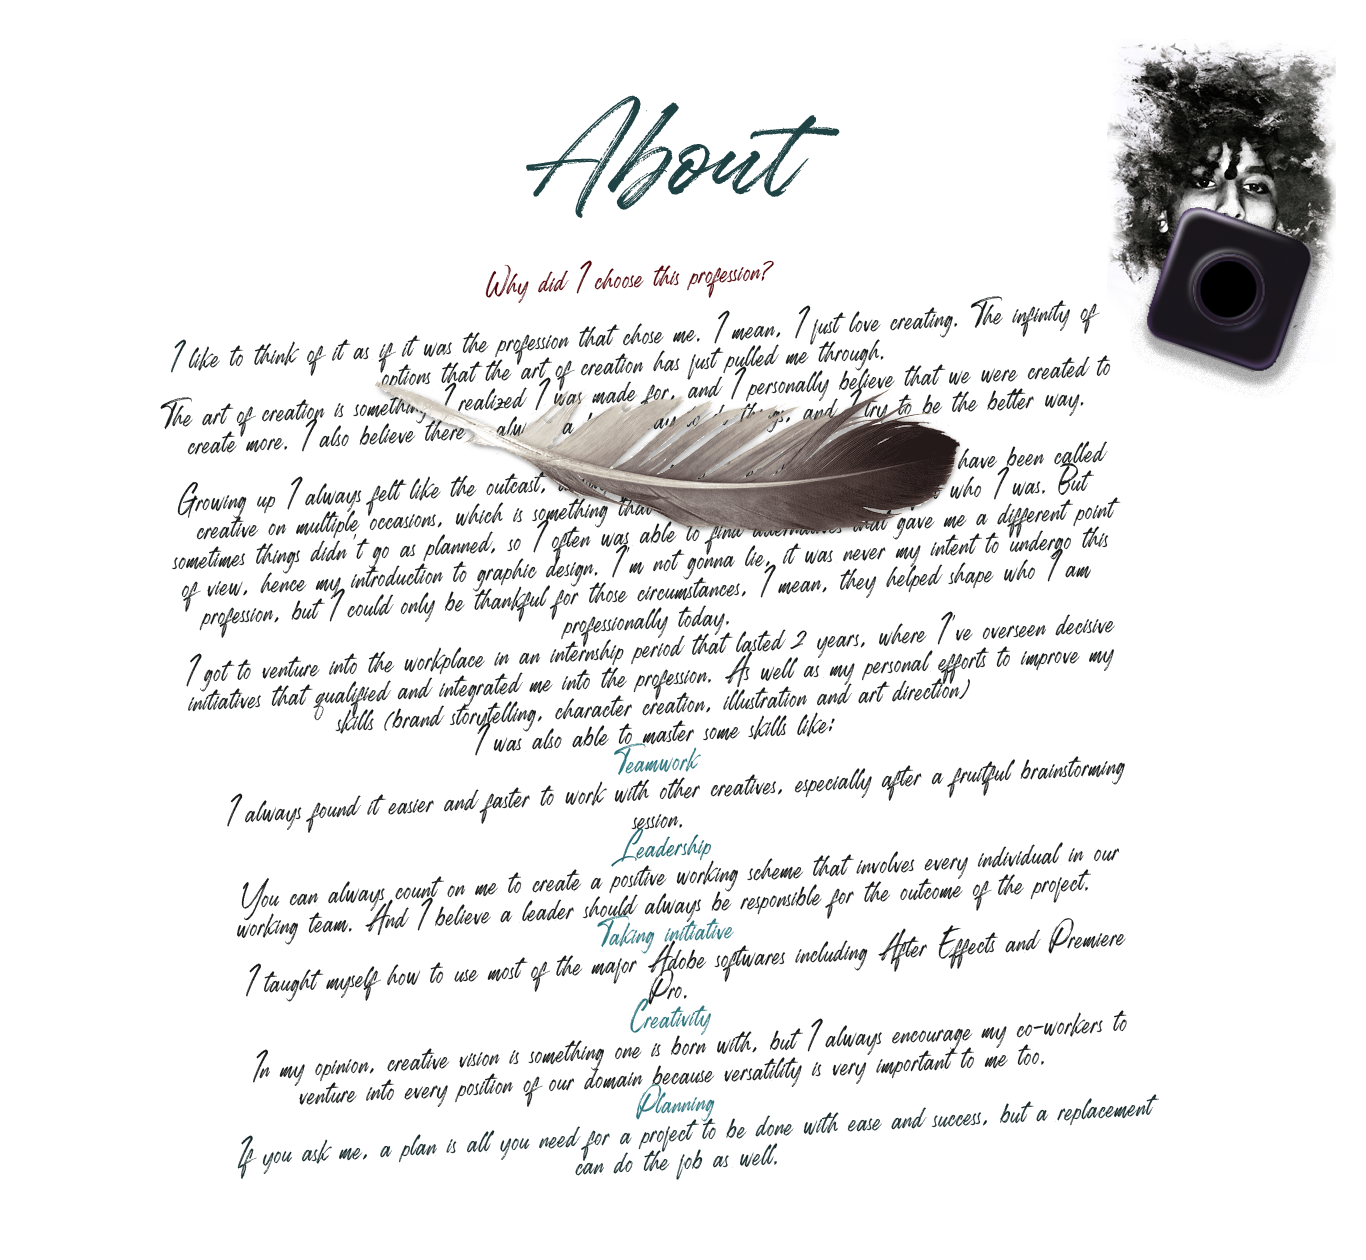 About
Why did I choose this profession?
I like to think of it as if it was the profession that chose me. I mean, I just love creating. The infinity of
options that the art of creation has just pulled me through.
The art of creation is something I realized I was made for, and I personally believe that we were created to
create more. I also believe there and I try to be the better way.
Growing up I always felt like the outcast, have been called
creative on multiple occasions, which is something that who I was. But
sometimes things didn't go as planned, so I often was able to find alternatives that gave me a different point
of view, hence my introduction to graphic design. I'm not gonna lie, it was never my intent to undergo this
profession, but I could only be thankful for those circumstances, I mean, they helped shape who I am
professionally today.
I got to venture into the workplace in an internship period that lasted 2 years, where I've overseen decisive
initiatives that qualified and integrated me into the profession. As well as my personal efforts to improve my
skills (brand storytelling, character creation, illustration and art direction)
I was also able to master some skills like:
Teamwork
I always found it easier and faster to work with other creatives, especially after a fruitful brainstorming
session.
Leadership
You can always count on me to create a positive working scheme that involves every individual in our
working team. And I believe a leader should always be responsible for the outcome of the project.
Taking initiative
I taught myself how to use most of the major Adobe softwares including After Effects and Premiere
Pro.
Creativity
In my opinion, creative vision is something one is born with, but I always encourage my co-workers to
venture into every position of our domain because versatility is very important to me too.
Planning
If you ask me, a plan is all you need for a project to be done with ease and success, but a replacement
can do the job as well.